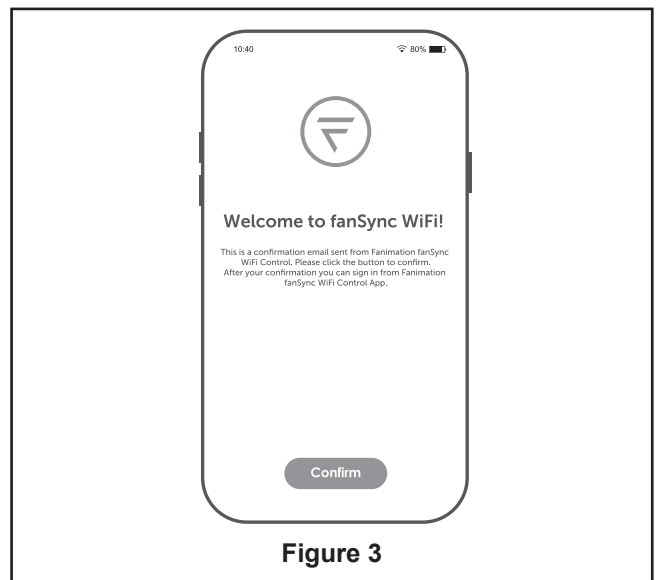 10:40 80%
Welcome to fanSync WiFi!
This is a confirmation email sent from Fanimation fanSync
WiFi Control. Please click the button to confirm.
After your confirmation you can sign in from Fanimation
fanSync WiFi Control App.
Confirm
Figure 3